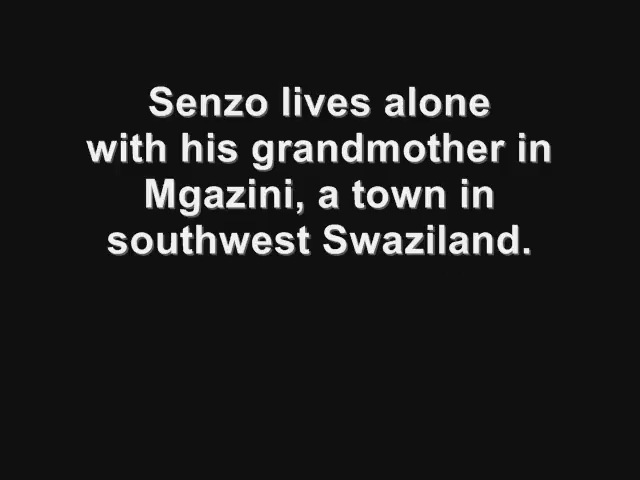 Senzo lives alone
with his grandmother in
Mgazini, a town in
southwest Swaziland.